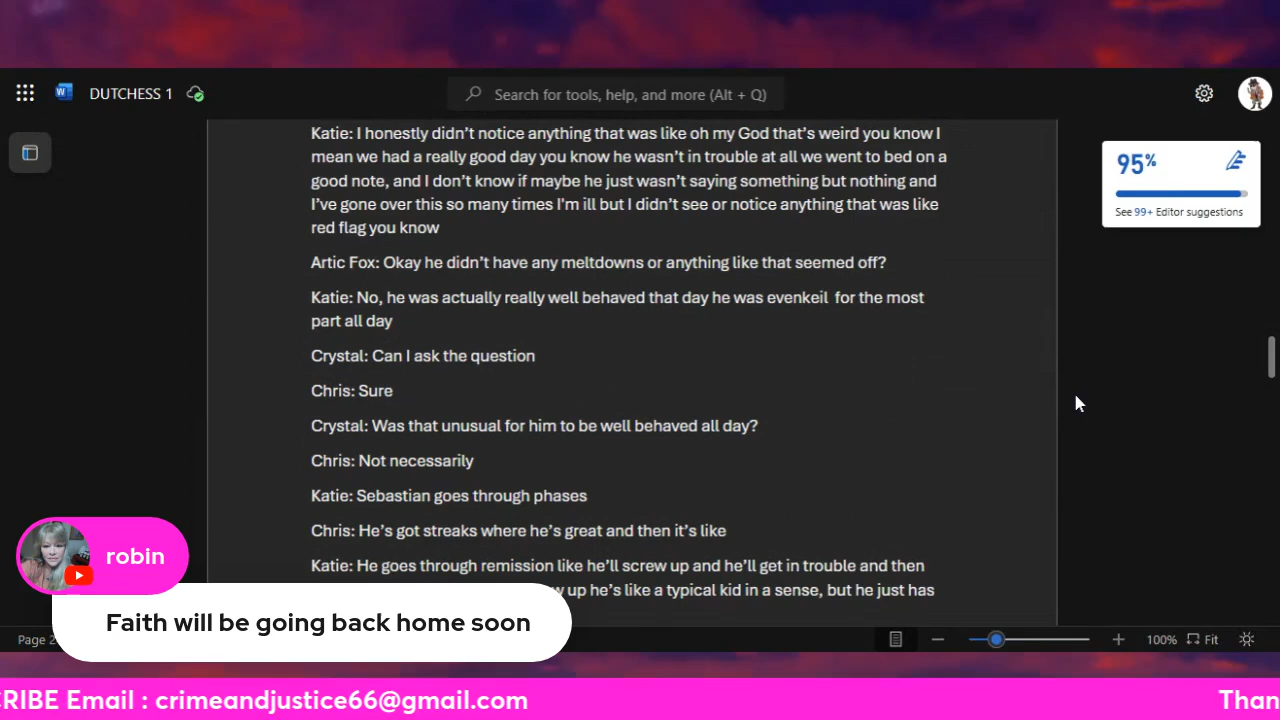 DUTCHESS 1
Search for tools, help, and more (Alt + Q)
Katie: I honestly didn’t notice anything that was like oh my God that’s weird you know I
mean we had a really good day you know he wasn’t in trouble at all we went to bed on a
good note, and I don’t know if maybe he just wasn’t saying something but nothing and
I’ve gone over this so many times I'm ill but I didn’t see or notice anything that was like
red flag you know
95%
See 99+ Editor suggestions
Artic Fox: Okay he didn’t have any meltdowns or anything like that seemed off?
Katie: No, he was actually really well behaved that day he was evenkeil  for the most
part all day
Crystal: Can I ask the question
Chris: Sure
Crystal: Was that unusual for him to be well behaved all day?
Chris: Not necessarily
Katie: Sebastian goes through phases
Chris: He’s got streaks where he’s great and then it’s like
Katie: He goes through remission like he’ll screw up and he’ll get in trouble and then
up he’s like a typical kid in a sense, but he just has
robin
Faith will be going back home soon
Page 2
100%
Fit
CRIBE Email : crimeandjustice66@gmail.com
Than